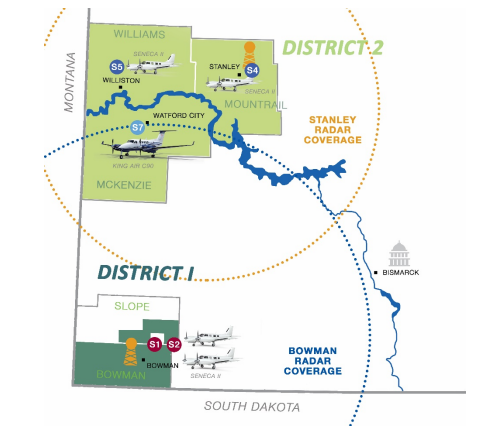 WILLIAMS
DISTRICT 2
SENECA II
STANLEY
S5
S4
WILLISTON
SENECA II
MONTANA
MOUNTRAIL
WATFORD CITY
S7
STANLEY
RADAR
COVERAGE
KING AIR C90
MCKENZIE
DISTRICT I
BISMARCK
SLOPE
S1
S2
BOWMAN
RADAR
COVERAGE
BOWMAN
BOWMAN
SENECA II
SOUTH DAKOTA